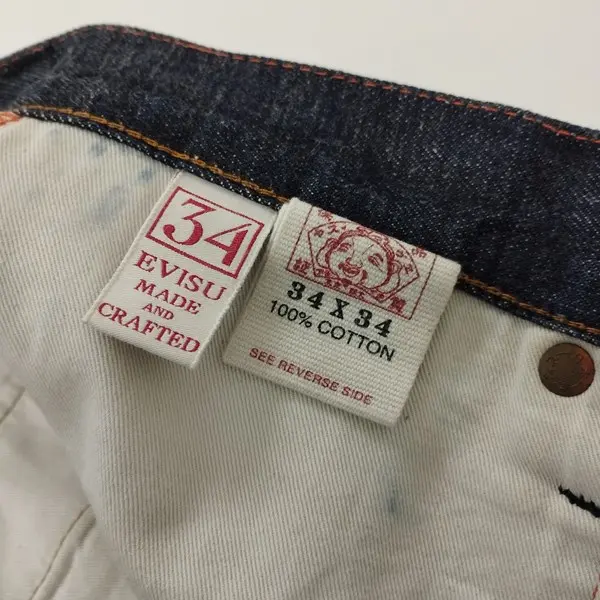 34
EVISU
MADE
AND
CRAFTED
34 X 34
100% COTTON
SEE REVERSE SIDE